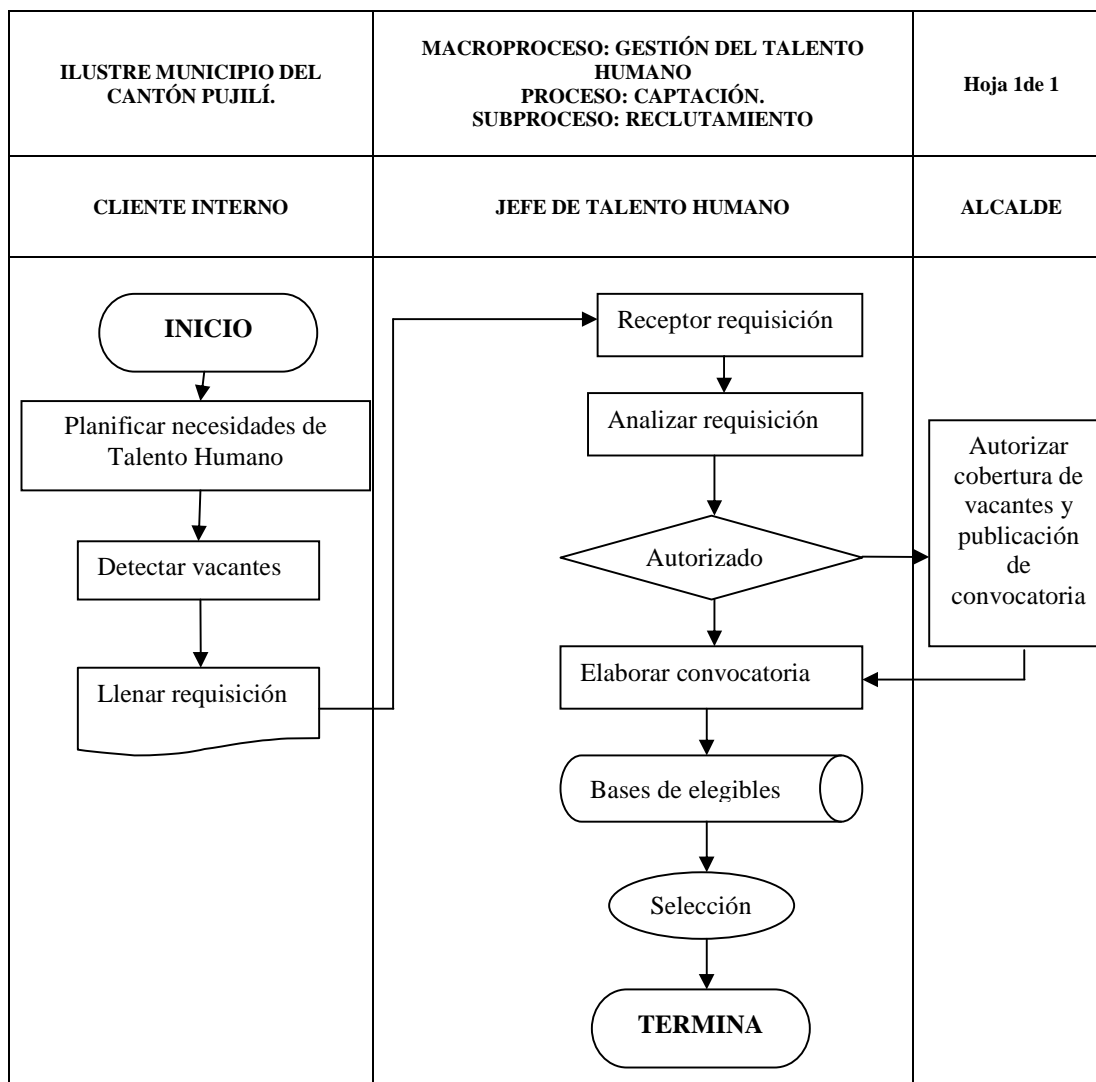 ILUSTRE MUNICIPIO DEL
CANTÓN PUJILÍ.
MACROPROCESO: GESTIÓN DEL TALENTO
HUMANO
PROCESO: CAPTACIÓN.
SUBPROCESO: RECLUTAMIENTO
Hoja 1de 1
CLIENTE INTERNO
JEFE DE TALENTO HUMANO
ALCALDE
INICIO
Planificar necesidades de
Talento Humano
Detectar vacantes
Llenar requisición
Receptor requisición
Analizar requisición
Autorizado
Autorizar
cobertura de
vacantes y
publicación
de
convocatoria
Elaborar convocatoria
Bases de elegibles
Selección
TERMINA